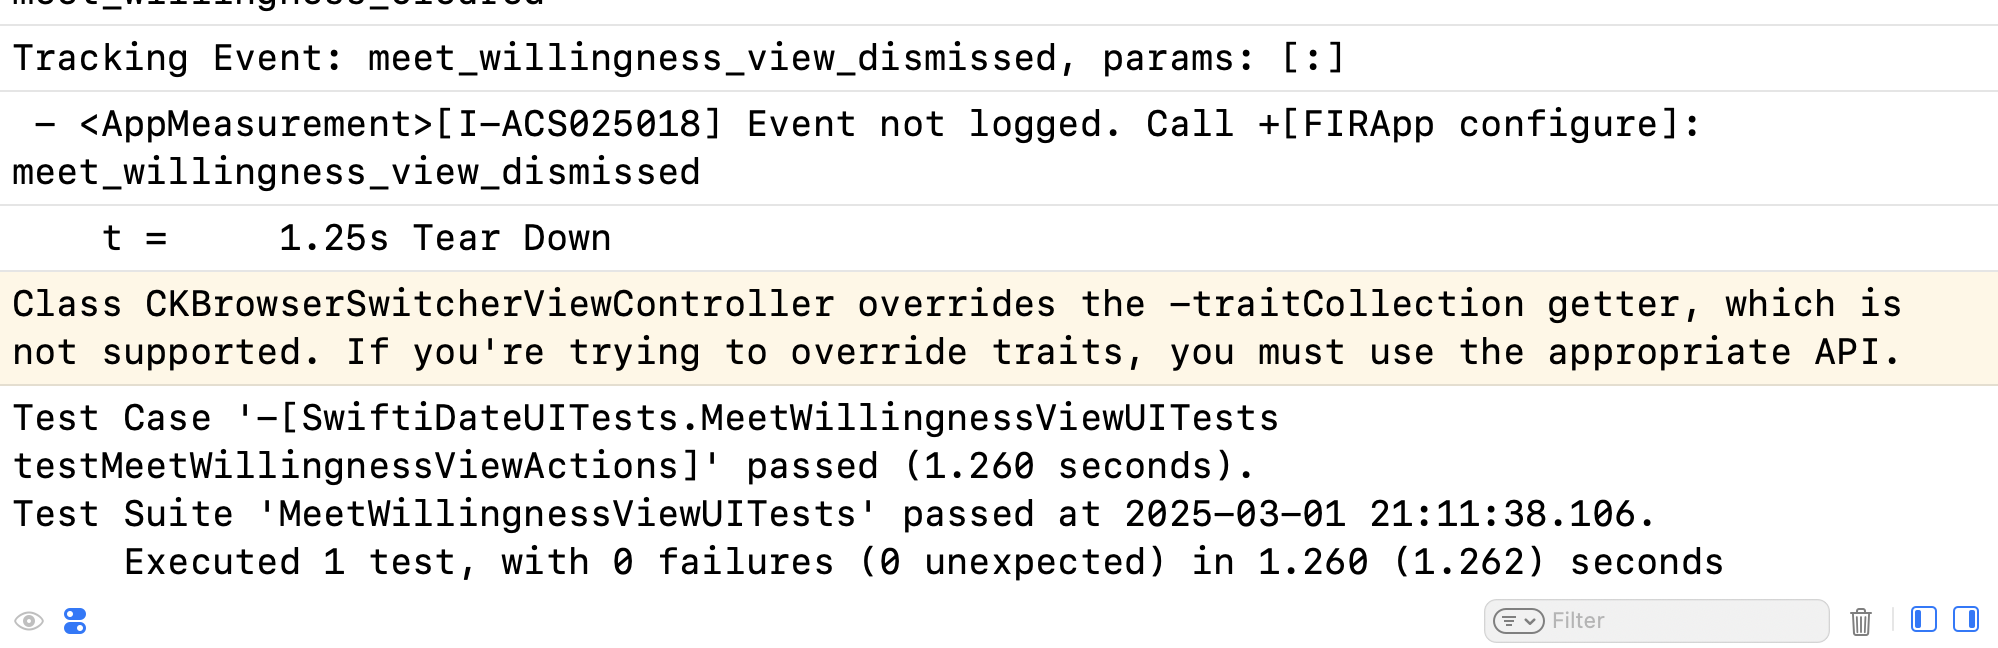 meet_willingness_cleared
Tracking Event: meet_willingness_view_dismissed, params: [:]
- <AppMeasurement>[I-ACS025018] Event not logged. Call +[FIRApp configure]:
meet_willingness_view_dismissed
t =     1.25s Tear Down
Class CKBrowserSwitcherViewController overrides the -traitCollection getter, which is
not supported. If you're trying to override traits, you must use the appropriate API.
Test Case '-[SwiftiDateUITests.MeetWillingnessViewUITests
testMeetWillingnessViewActions]' passed (1.260 seconds).
Test Suite 'MeetWillingnessViewUITests' passed at 2025-03-01 21:11:38.106.
Executed 1 test, with 0 failures (0 unexpected) in 1.260 (1.262) seconds
Filter